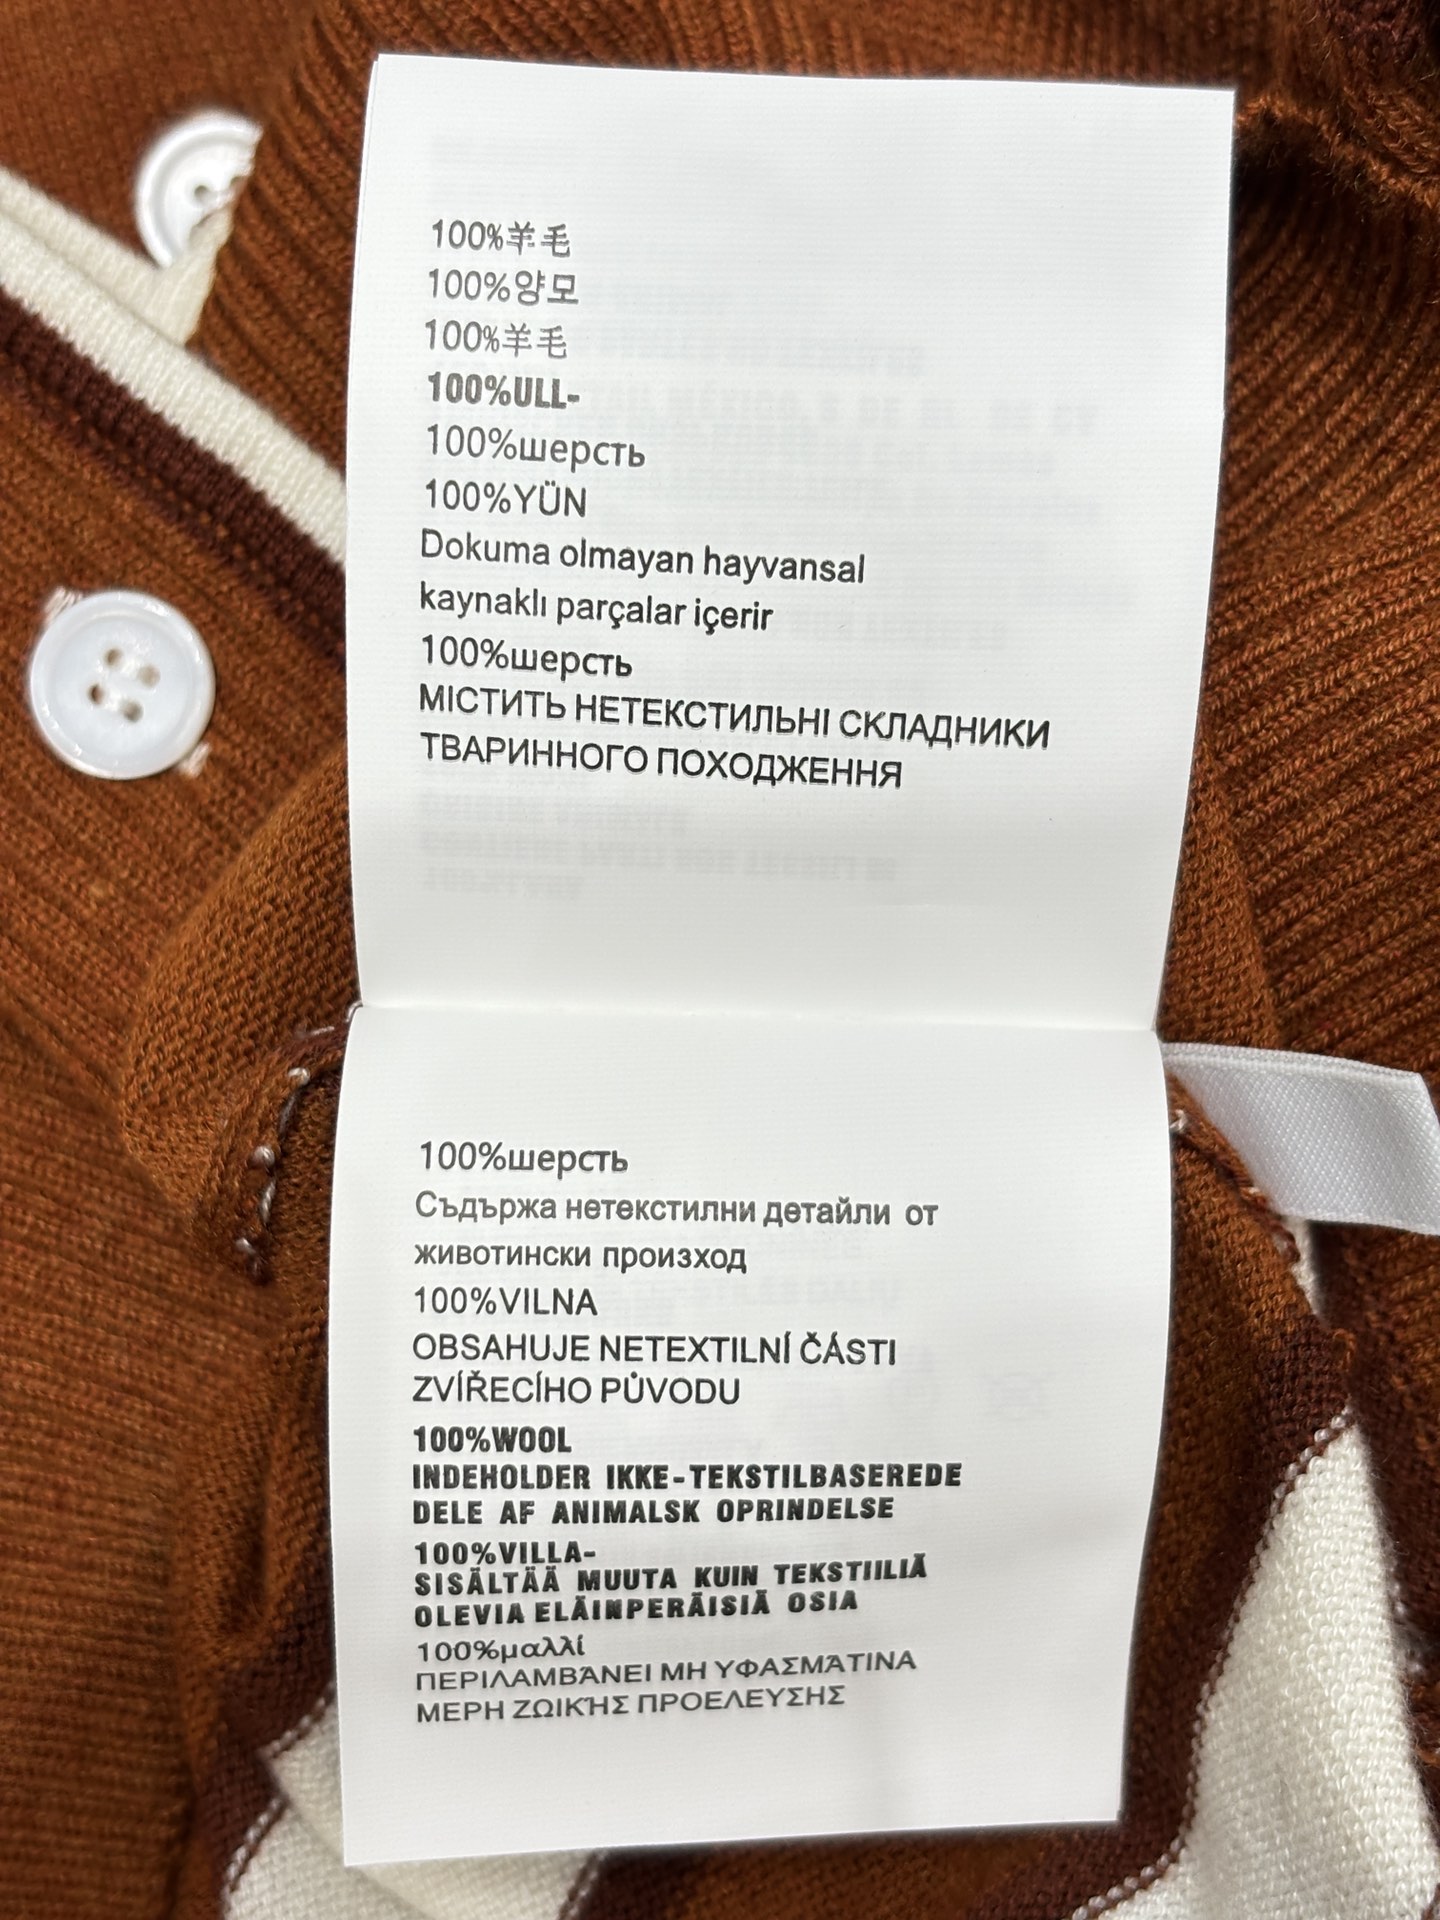 100%羊毛
100%양모
100%羊毛
100%ULL-
100%шерсть
100%YÜN
Dokuma olmayan hayvansal
kaynaklı parçalar içerir
100%шерсть
МІСТИТЬ НЕТЕКСТИЛЬНІ СКЛАДНИКИ
ТВАРИННОГО ПОХОДЖЕННЯ
100%шерсть
Съдържа нетекстилни детайли от
животински произход
100%VILNA
OBSAHUJE NETEXTILNÍ ČÁSTI
ZVÍŘECÍHO PŮVODU
100%WOOL
INDEHOLDER IKKE-TEKSTILBASEREDE
DELE AF ANIMALSK OPRINDELSE
100%VILLA-
SISÄLTÄÄ MUUTA KUIN TEKSTIILIÄ
OLEVIA ELÄINPERÄISIÄ OSIA
100%μαλλί
ΠΕΡΙΛΑΜΒΆΝΕΙ ΜΗ ΥΦΑΣΜΆΤΙΝΑ
ΜΕΡΗ ΖΩΙΚΉΣ ΠΡΟΕΛΕΥΣΗΣ